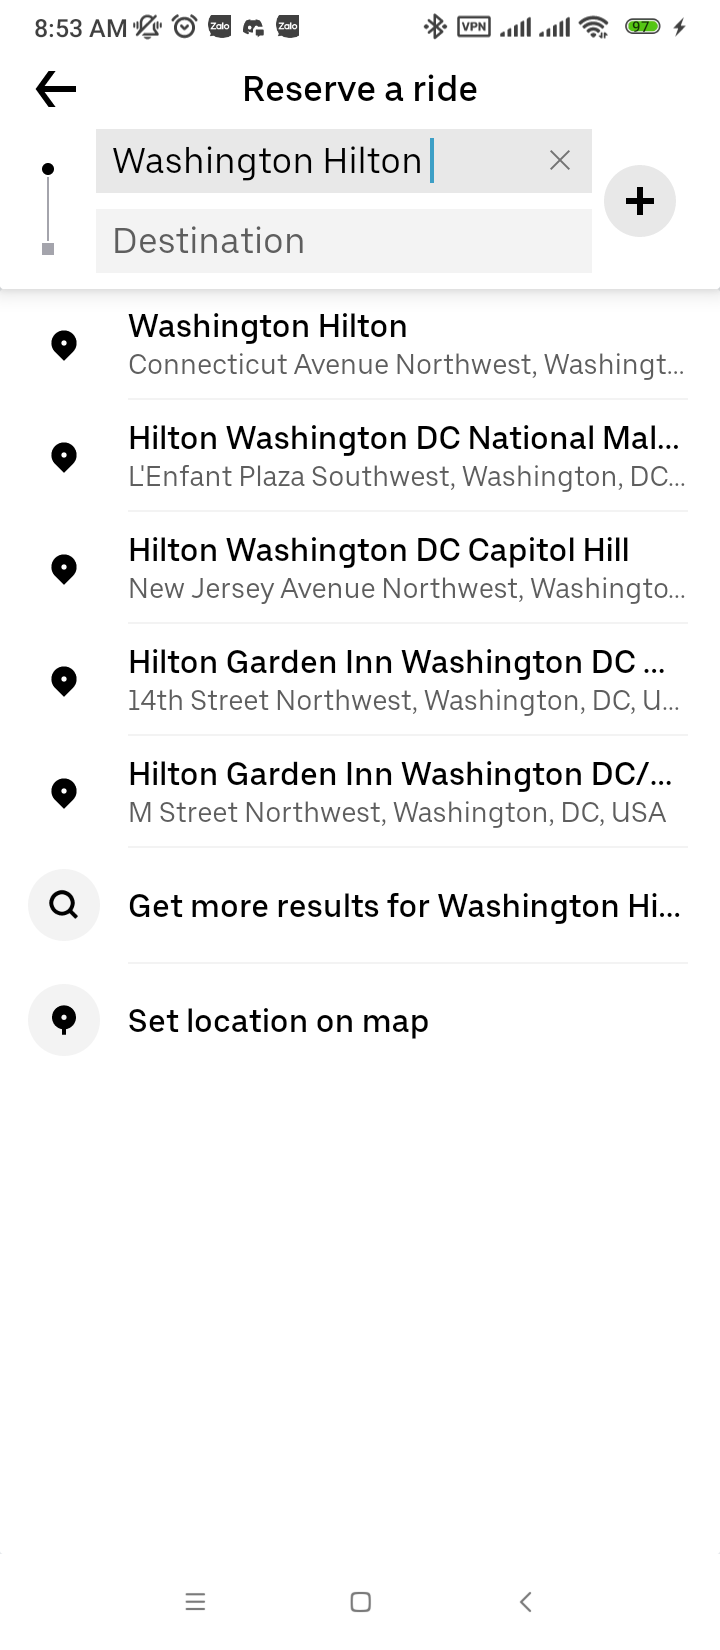 8:53 AM Zalo Zalo VPN 97
Reserve a ride
Washington Hilton
Destination
Washington Hilton
Connecticut Avenue Northwest, Washingt...
Hilton Washington DC National Mal...
L'Enfant Plaza Southwest, Washington, DC...
Hilton Washington DC Capitol Hill
New Jersey Avenue Northwest, Washingto...
Hilton Garden Inn Washington DC ...
14th Street Northwest, Washington, DC, U...
Hilton Garden Inn Washington DC/...
M Street Northwest, Washington, DC, USA
Get more results for Washington Hi...
Set location on map